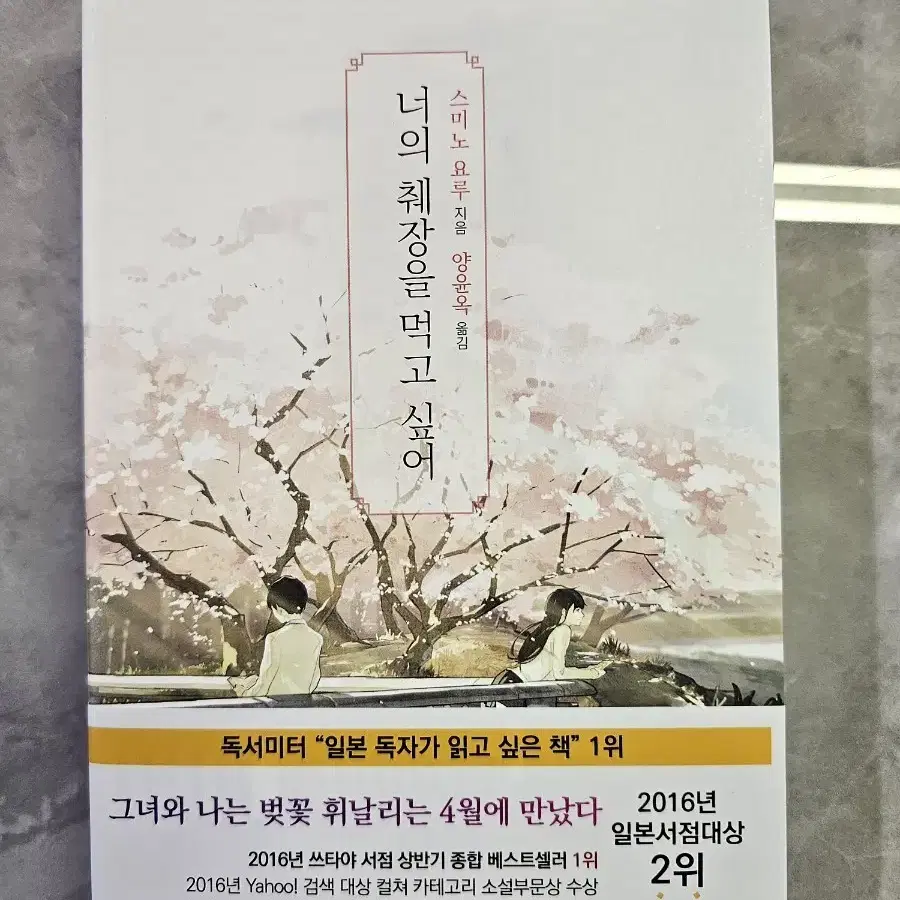 너의 췌장을 먹고 싶어
스미노 요루 지음 양윤옥 옮김
독서미터 “일본 독자가 읽고 싶은 책” 1위
그녀와 나는 벚꽃 휘날리는 4월에 만났다
2016년 쓰타야 서점 상반기 종합 베스트셀러 1위
2016년 Yahoo! 검색 대상 컬쳐 카테고리 소설부문상 수상
2016년
일본서점대상
2위